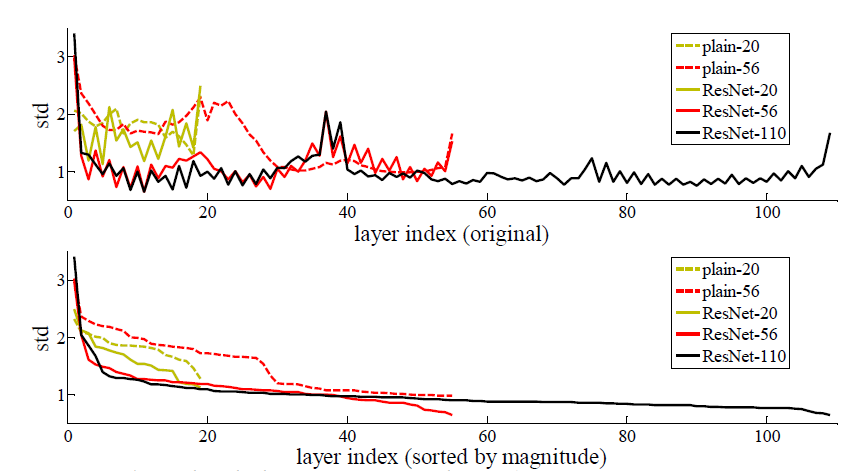 3
2
1
std
plain-20
plain-56
ResNet-20
ResNet-56
ResNet-110
0 20 40 60 80 100
layer index (original)
3
2
1
std
plain-20
plain-56
ResNet-20
ResNet-56
ResNet-110
0 20 40 60 80 100
layer index (sorted by magnitude)